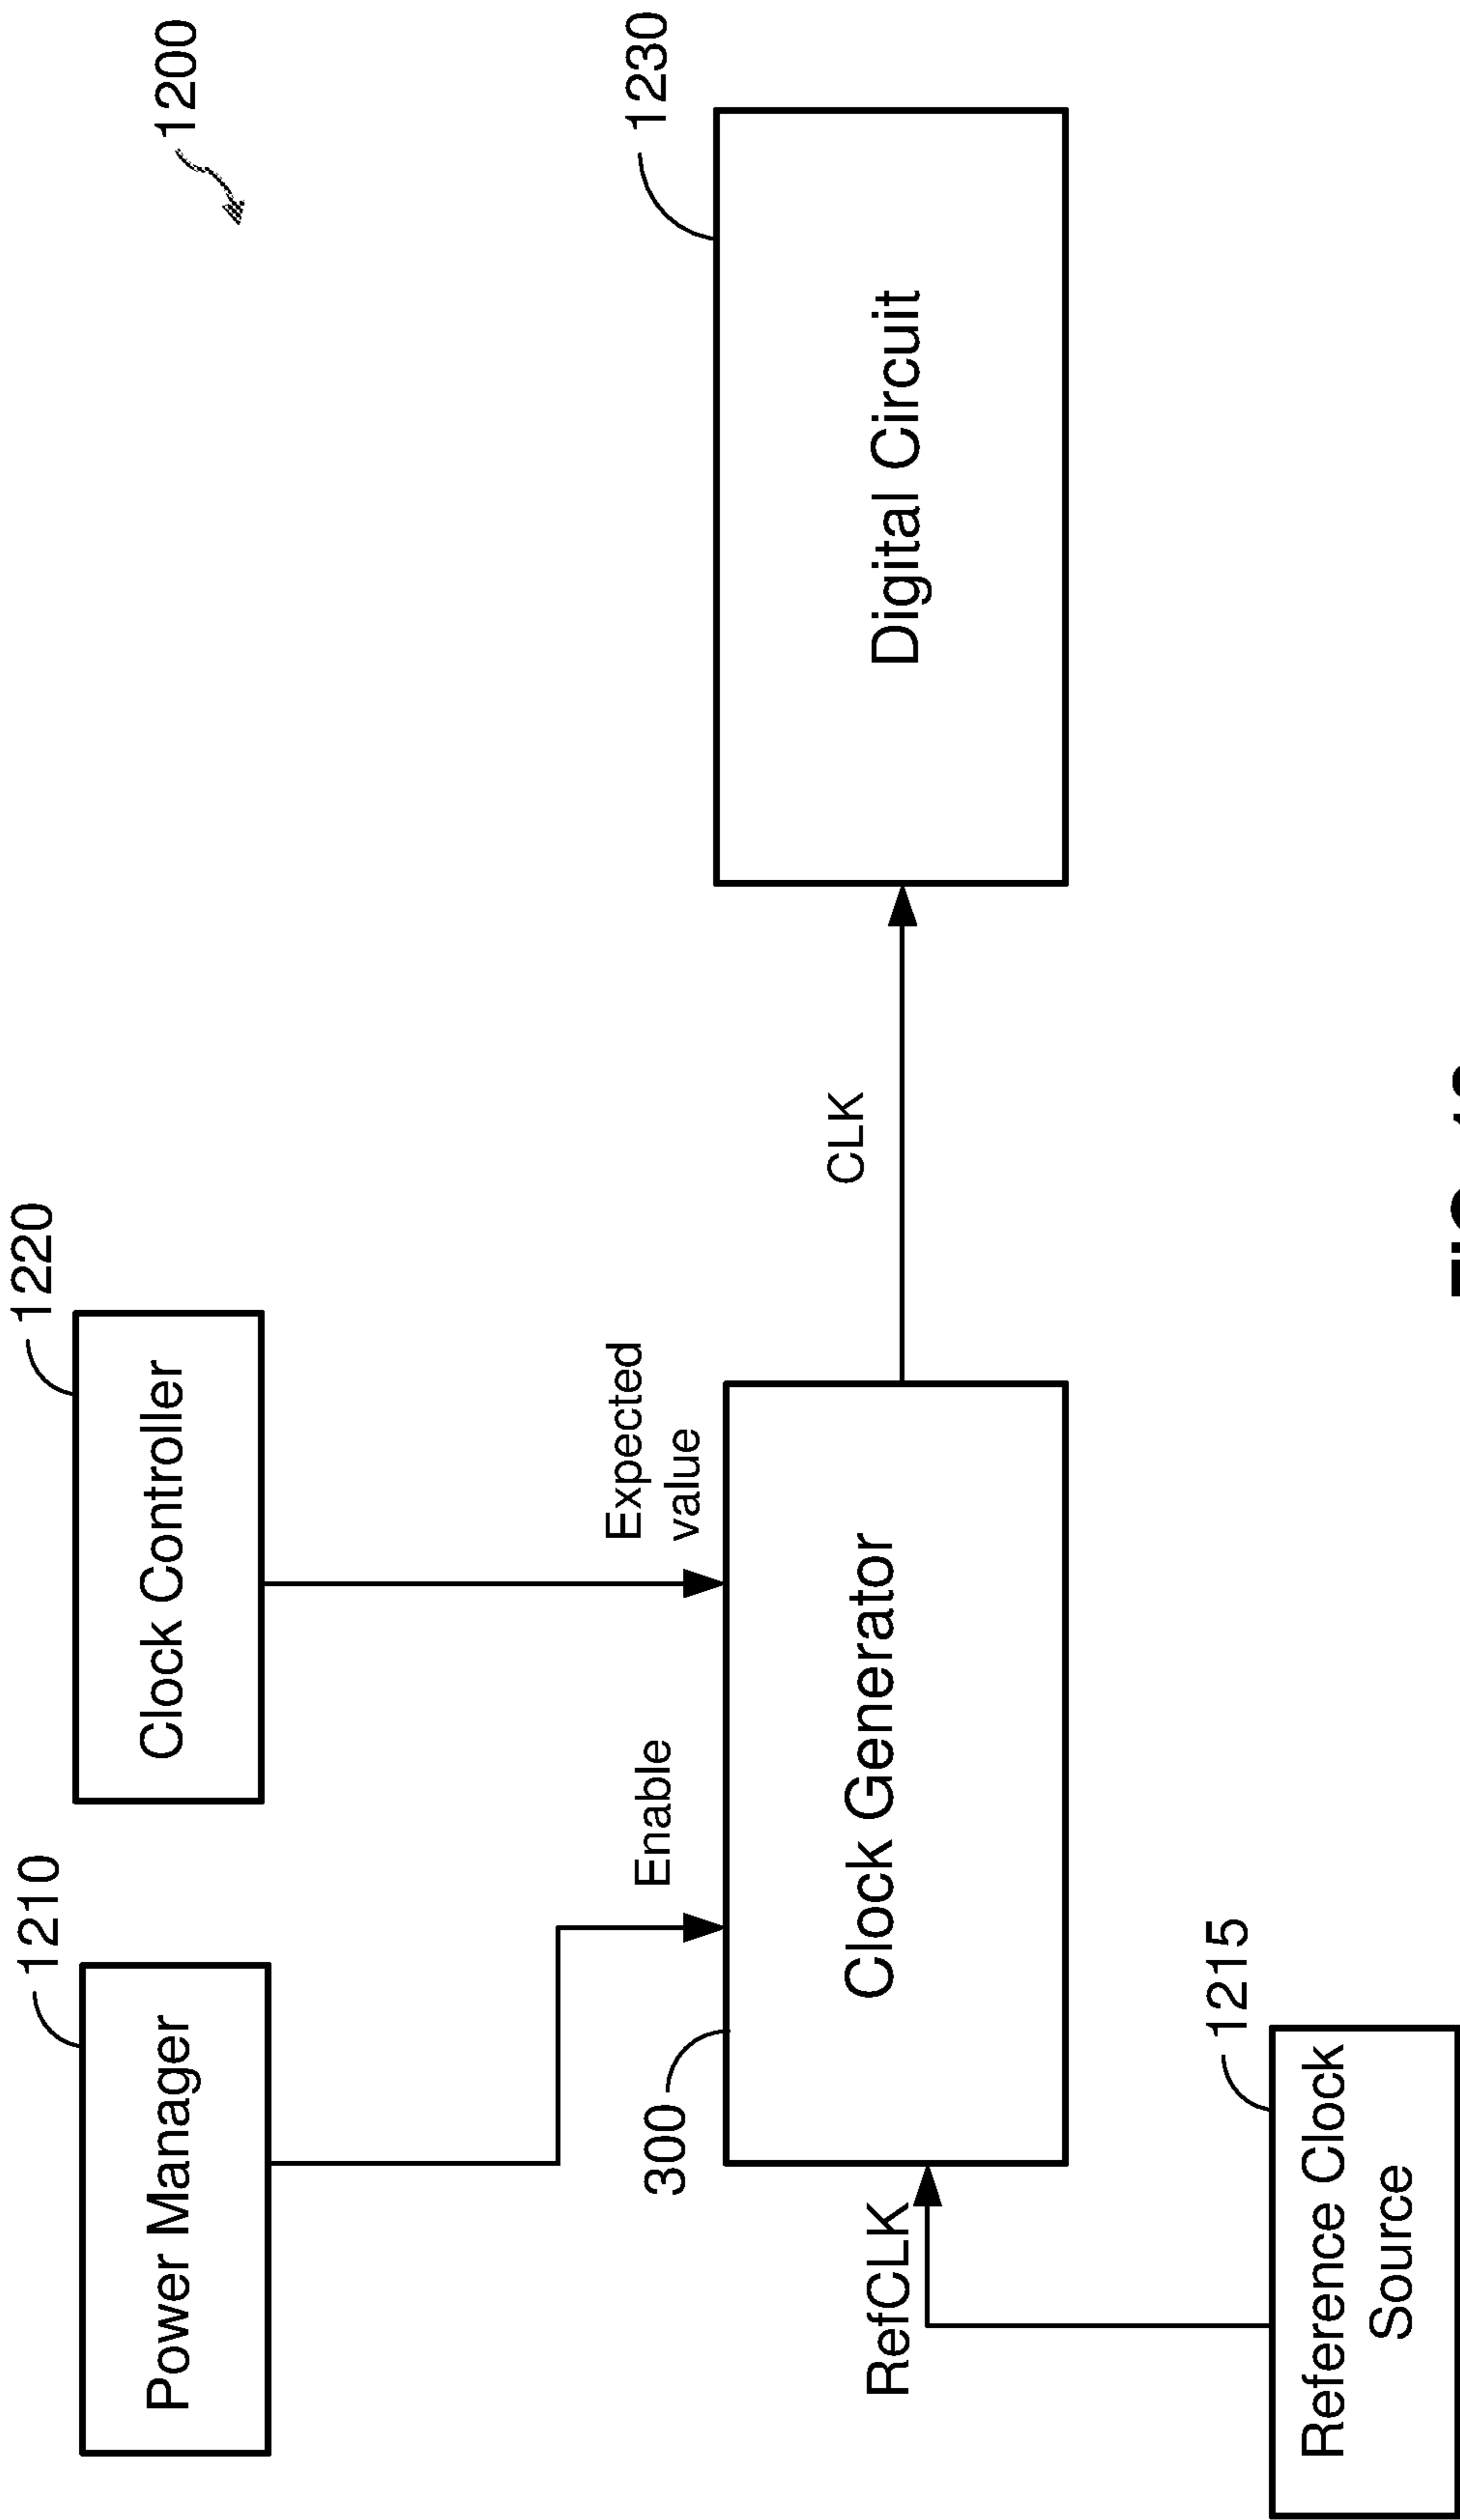 1200
1210
Power Manager
1220
Clock Controller
Enable
Expected
value
1230
300
Clock Generator
CLK
Digital Circuit
RefCLK
1215
Reference Clock
Source